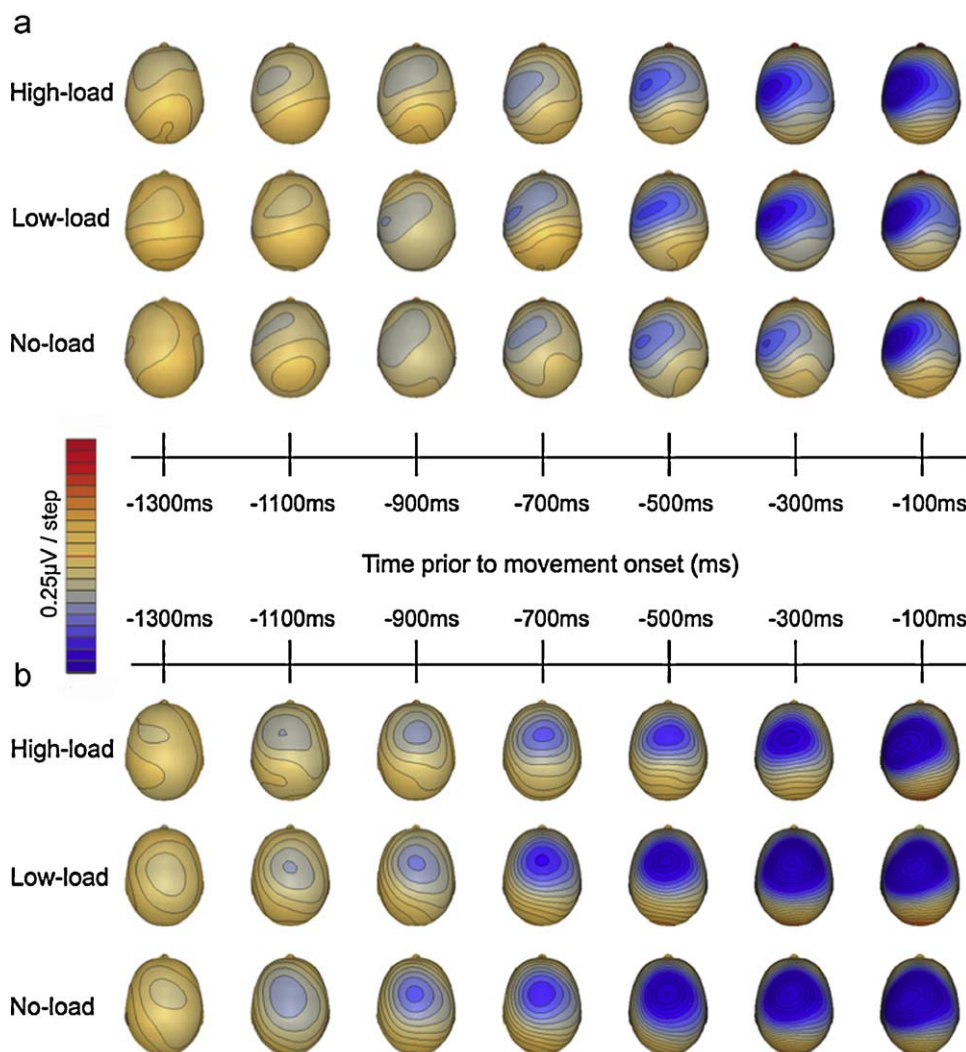 a
High-load
Low-load
No-load
0.25µV / step
-1300ms -1100ms -900ms -700ms -500ms -300ms -100ms
Time prior to movement onset (ms)
-1300ms -1100ms -900ms -700ms -500ms -300ms -100ms
b
High-load
Low-load
No-load